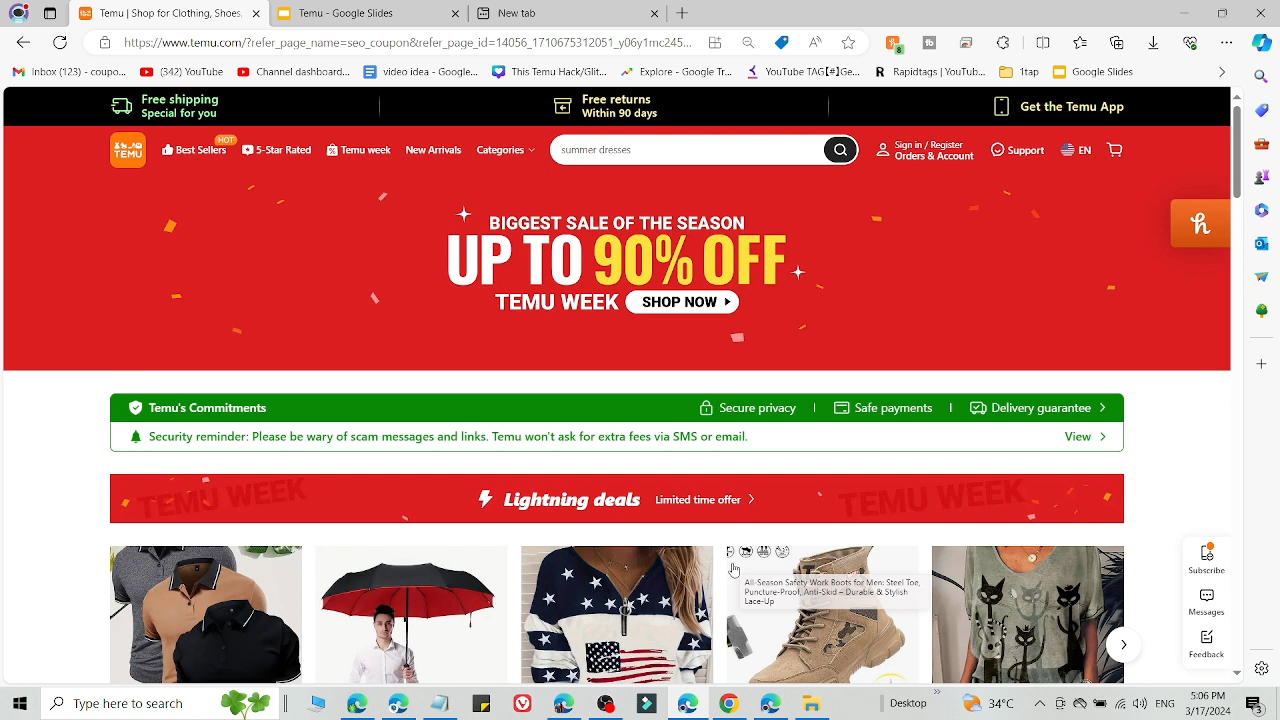 Temu | Shop for Clothing, Shoes,
Temu - Google Slides
New tab
https://www.temu.com/?refer_page_name=seo_coupon&refer_page_id=14056_1710675312051_y06y1mc245...
8
Inbox (123) - compu...
(342) YouTube
Channel dashboard...
video idea - Google...
This Temu Hack Glit...
Explore - Google Tr...
YouTube TAG【#】Go...
Rapidtags | YouTub...
1tap
Google Slides
Free shipping
Special for you
Free returns
Within 90 days
Get the Temu App
TEMU
Best Sellers
HOT
5-Star Rated
Temu week
New Arrivals
Categories
summer dresses
Sign in / Register
Orders & Account
Support
EN
BIGGEST SALE OF THE SEASON
UP TO 90% OFF
TEMU WEEK
SHOP NOW
Temu's Commitments
Secure privacy
Safe payments
Delivery guarantee
Security reminder: Please be wary of scam messages and links. Temu won't ask for extra fees via SMS or email.
View
TEMU WEEK
Lightning deals
Limited time offer
TEMU WEEK
All-Season Safety Work Boots for Men: Steel Toe,
Puncture-Proof, Anti-Skid – Durable & Stylish
Lace-Up
Subscribe
Messages
Feedback
Type here to search
Desktop
34°C
ENG
5:06 PM
3/17/2024
3